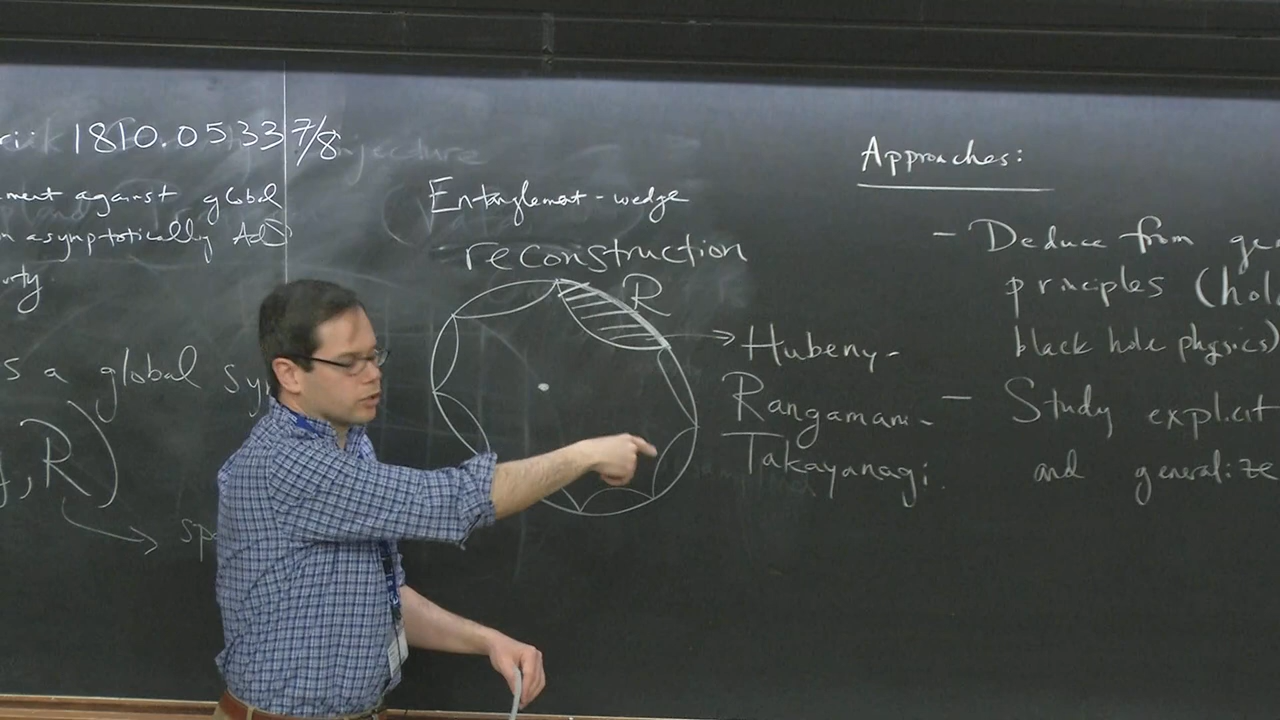 1810.05337/8
ment against global
asymptotically AdS
s a global sy
, R)
Entanglement-wedge
reconstruction
R
Hubeny-
Rangamani-
Takayanagi
Approaches:
- Deduce from ge
principles (hol
black hole physics)
- Study explicit
and generalize